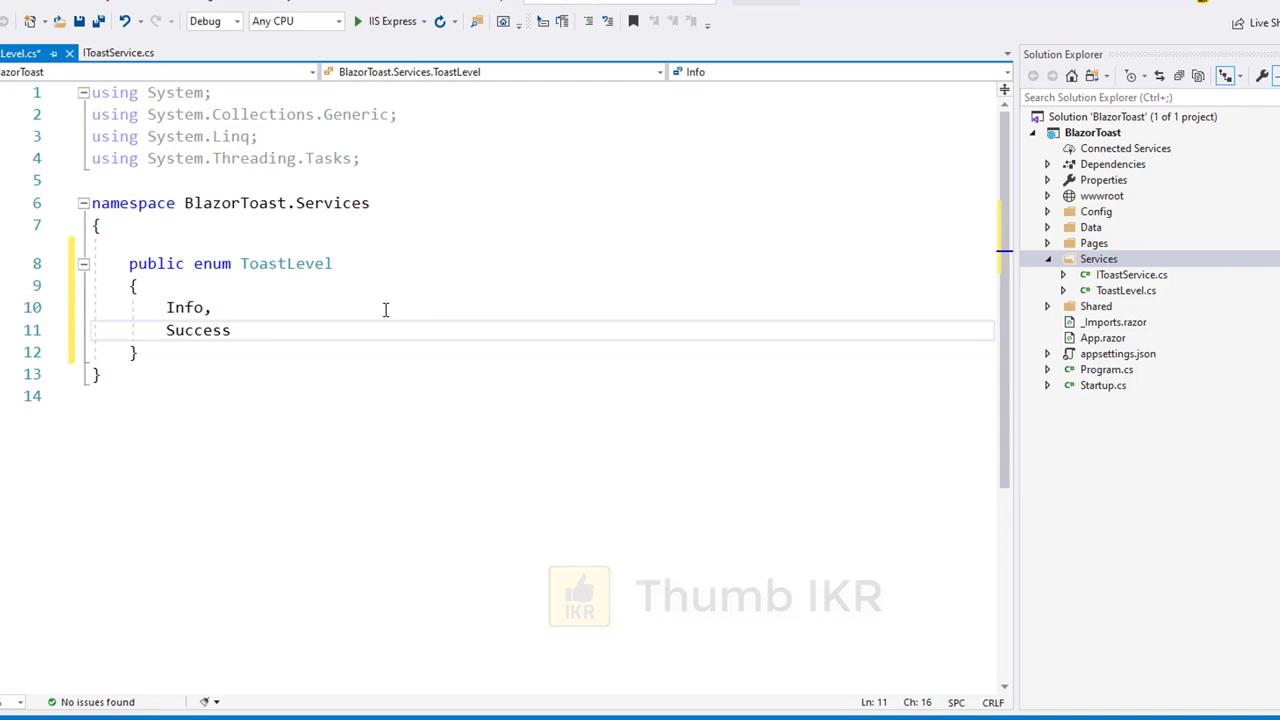 Debug
Any CPU
IIS Express
Live Sh
Level.cs*
IToastService.cs
azorToast
BlazorToast.Services.ToastLevel
Info
1 using System;
2 using System.Collections.Generic;
3 using System.Linq;
4 using System.Threading.Tasks;
5
6 namespace BlazorToast.Services
7 {
8 public enum ToastLevel
9 {
10 Info,
11 Success
12 }
13 }
14
Solution Explorer
Search Solution Explorer (Ctrl+;)
Solution 'BlazorToast' (1 of 1 project)
BlazorToast
Connected Services
Dependencies
Properties
wwwroot
Config
Data
Pages
Services
C# IToastService.cs
C# ToastLevel.cs
Shared
_Imports.razor
App.razor
appsettings.json
C# Program.cs
C# Startup.cs
IKR
Thumb IKR
No issues found
Ln: 11 Ch: 16 SPC CRLF